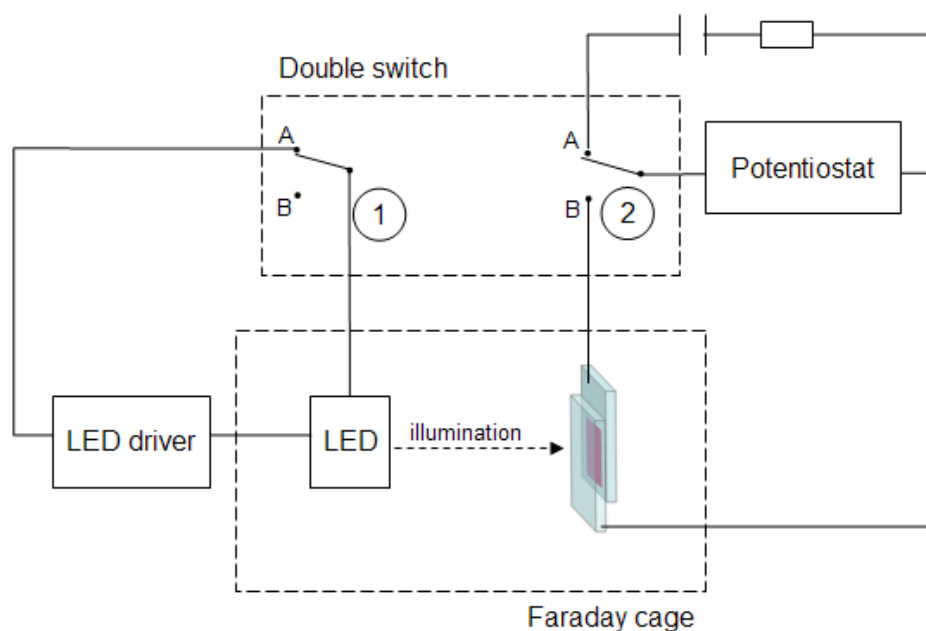 Double switch
A
A
Potentiostat
B
1
B
2
LED driver
LED
illumination
Faraday cage